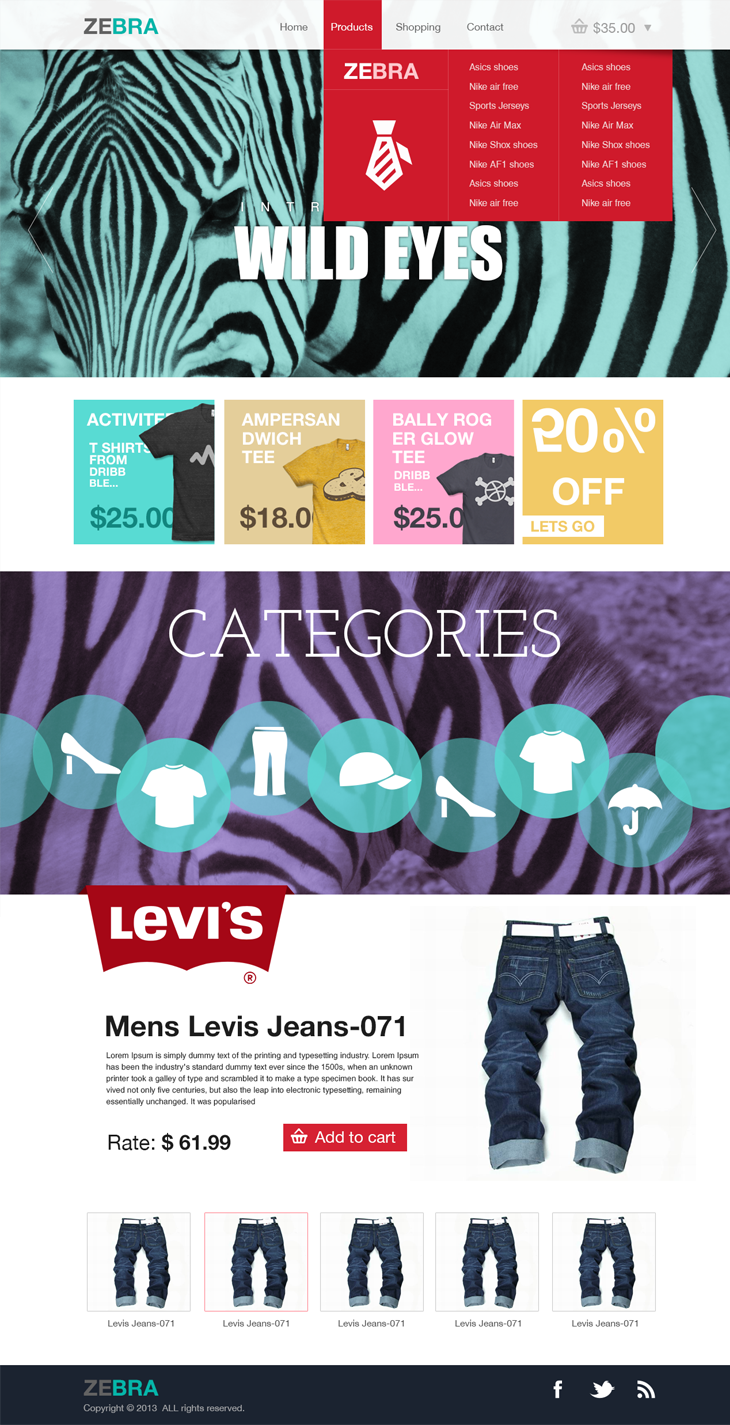 ZEBRA
Home
Products
Shopping
Contact
$35.00
ZEBRA
Asics shoes
Nike air free
Sports Jerseys
Nike Air Max
Nike Shox shoes
Nike AF1 shoes
Asics shoes
Nike air free
Asics shoes
Nike air free
Sports Jerseys
Nike Air Max
Nike Shox shoes
Nike AF1 shoes
Asics shoes
Nike air free
INTR
WILD EYES
ACTIVITE
T SHIRTS
FROM
DRIBB
BLE...
$25.00
AMPERSAN
DWICH
TEE
$18.0
BALLY ROG
ER GLOW
TEE
DRIBB
BLE...
$25.0
20%
OFF
LETS GO
CATEGORIES
LEVI'S
®
Mens Levis Jeans-071
Lorem Ipsum is simply dummy text of the printing and typesetting industry. Lorem Ipsum
has been the industry's standard dummy text ever since the 1500s, when an unknown
printer took a galley of type and scrambled it to make a type specimen book. It has sur
vived not only five centuries, but also the leap into electronic typesetting, remaining
essentially unchanged. It was popularised
Rate: $ 61.99
Add to cart
Levis Jeans-071
Levis Jeans-071
Levis Jeans-071
Levis Jeans-071
Levis Jeans-071
ZEBRA
Copyright © 2013 ALL rights reserved.